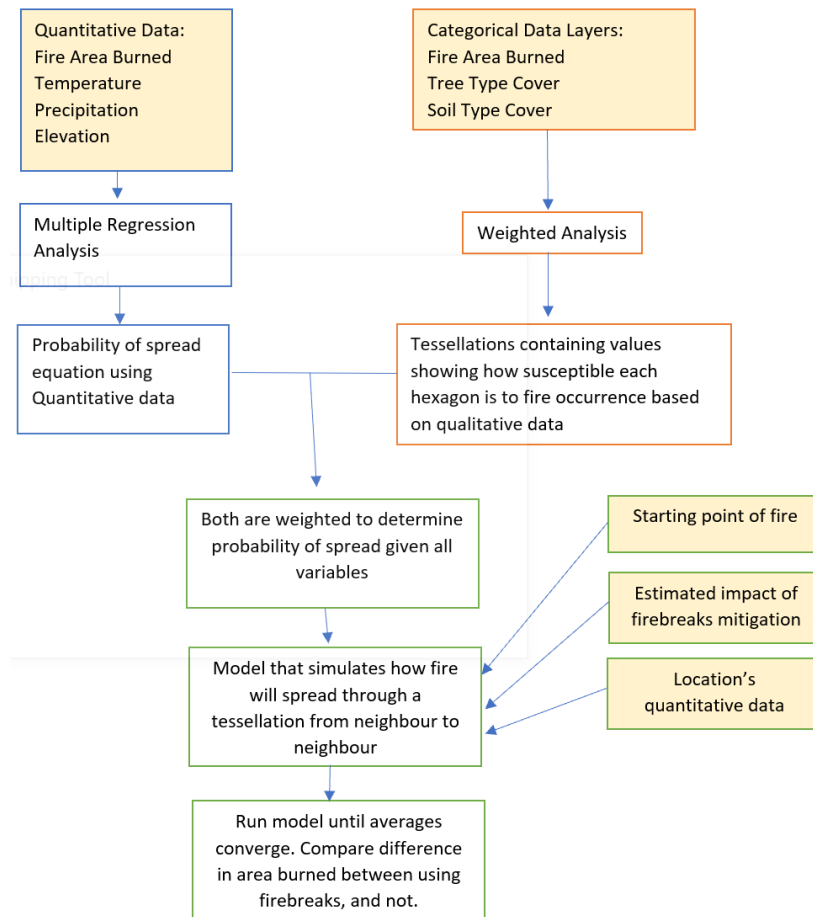 Quantitative Data:
Fire Area Burned
Temperature
Precipitation
Elevation
Categorical Data Layers:
Fire Area Burned
Tree Type Cover
Soil Type Cover
Multiple Regression
Analysis
Weighted Analysis
Probability of spread
equation using
Quantitative data
Tessellations containing values
showing how susceptible each
hexagon is to fire occurrence based
on qualitative data
Both are weighted to determine
probability of spread given all
variables
Starting point of fire
Estimated impact of
firebreaks mitigation
Location’s
quantitative data
Model that simulates how fire
will spread through a
tessellation from neighbour to
neighbour
Run model until averages
converge. Compare difference
in area burned between using
firebreaks, and not.